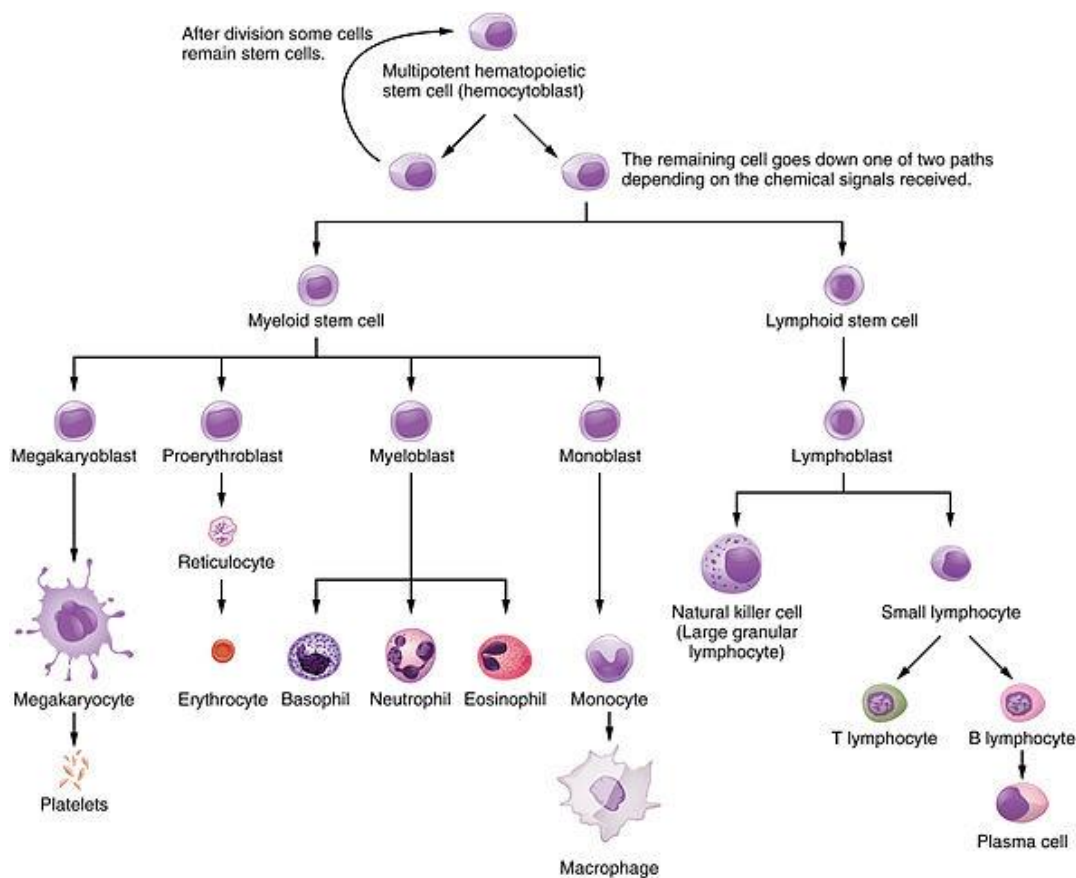 After division some cells
remain stem cells.
Multipotent hematopoietic
stem cell (hemocytoblast)
The remaining cell goes down one of two paths
depending on the chemical signals received.
Myeloid stem cell
Lymphoid stem cell
Megakaryoblast
Proerythroblast
Myeloblast
Monoblast
Lymphoblast
Reticulocyte
Natural killer cell
(Large granular
lymphocyte)
Small lymphocyte
Megakaryocyte
Erythrocyte
Basophil
Neutrophil
Eosinophil
Monocyte
T lymphocyte
B lymphocyte
Platelets
Macrophage
Plasma cell